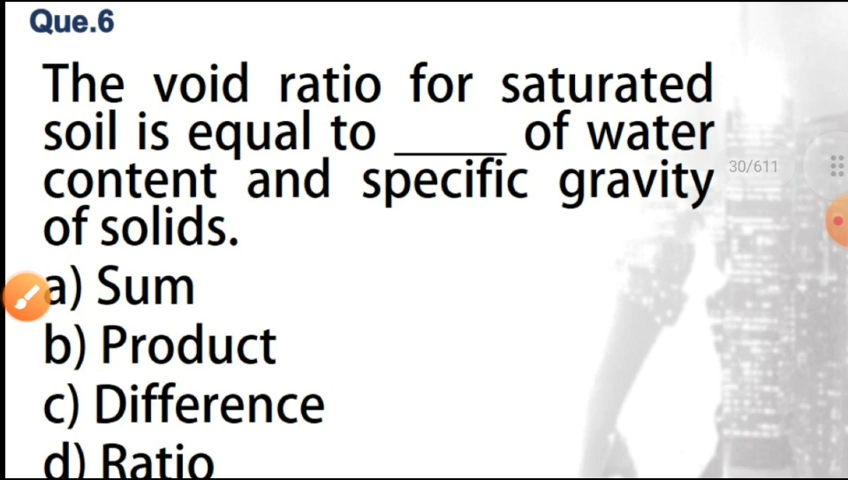 Que.6
The void ratio for saturated
soil is equal to _____ of water
content and specific gravity
of solids.
30/611
a) Sum
b) Product
c) Difference
d) Ratio